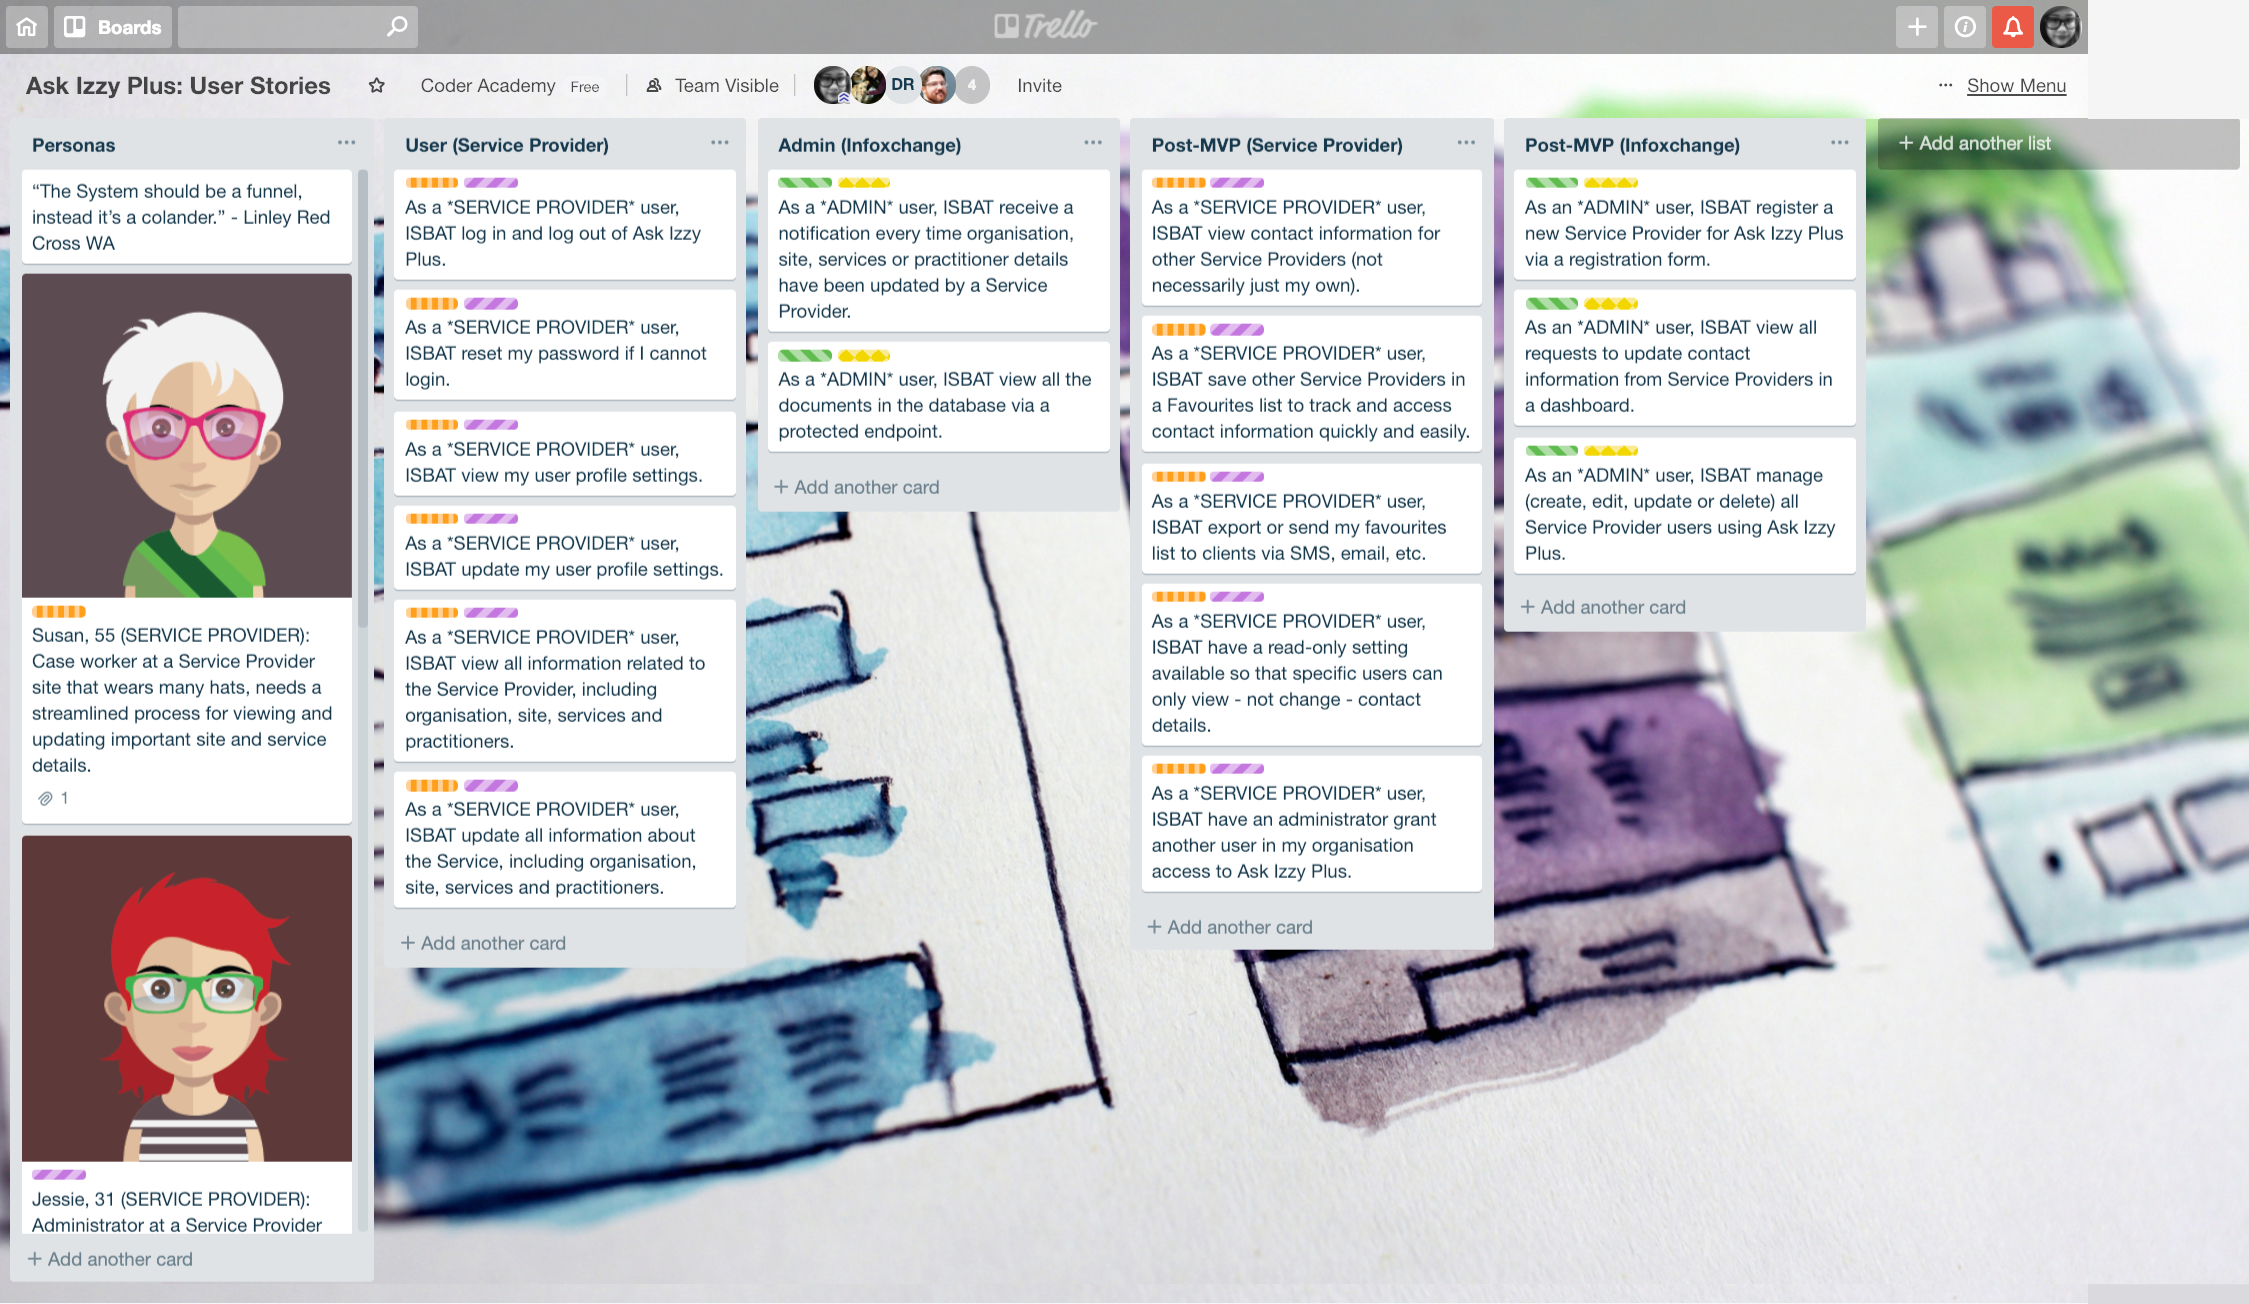 Boards
Trello
Ask Izzy Plus: User Stories
Coder Academy Free
Team Visible
DR
4
Invite
... Show Menu
Personas
“The System should be a funnel,
instead it’s a colander.” - Linley Red
Cross WA
Susan, 55 (SERVICE PROVIDER):
Case worker at a Service Provider
site that wears many hats, needs a
streamlined process for viewing and
updating important site and service
details.
1
Jessie, 31 (SERVICE PROVIDER):
Administrator at a Service Provider
+ Add another card
User (Service Provider)
As a *SERVICE PROVIDER* user,
ISBAT log in and log out of Ask Izzy
Plus.
As a *SERVICE PROVIDER* user,
ISBAT reset my password if I cannot
login.
As a *SERVICE PROVIDER* user,
ISBAT view my user profile settings.
As a *SERVICE PROVIDER* user,
ISBAT update my user profile settings.
As a *SERVICE PROVIDER* user,
ISBAT view all information related to
the Service Provider, including
organisation, site, services and
practitioners.
As a *SERVICE PROVIDER* user,
ISBAT update all information about
the Service, including organisation,
site, services and practitioners.
+ Add another card
Admin (Infoxchange)
As a *ADMIN* user, ISBAT receive a
notification every time organisation,
site, services or practitioner details
have been updated by a Service
Provider.
As a *ADMIN* user, ISBAT view all the
documents in the database via a
protected endpoint.
+ Add another card
Post-MVP (Service Provider)
As a *SERVICE PROVIDER* user,
ISBAT view contact information for
other Service Providers (not
necessarily just my own).
As a *SERVICE PROVIDER* user,
ISBAT save other Service Providers in
a Favourites list to track and access
contact information quickly and easily.
As a *SERVICE PROVIDER* user,
ISBAT export or send my favourites
list to clients via SMS, email, etc.
As a *SERVICE PROVIDER* user,
ISBAT have a read-only setting
available so that specific users can
only view - not change - contact
details.
As a *SERVICE PROVIDER* user,
ISBAT have an administrator grant
another user in my organisation
access to Ask Izzy Plus.
+ Add another card
Post-MVP (Infoxchange)
As an *ADMIN* user, ISBAT register a
new Service Provider for Ask Izzy Plus
via a registration form.
As an *ADMIN* user, ISBAT view all
requests to update contact
information from Service Providers in
a dashboard.
As an *ADMIN* user, ISBAT manage
(create, edit, update or delete) all
Service Provider users using Ask Izzy
Plus.
+ Add another card
+ Add another list